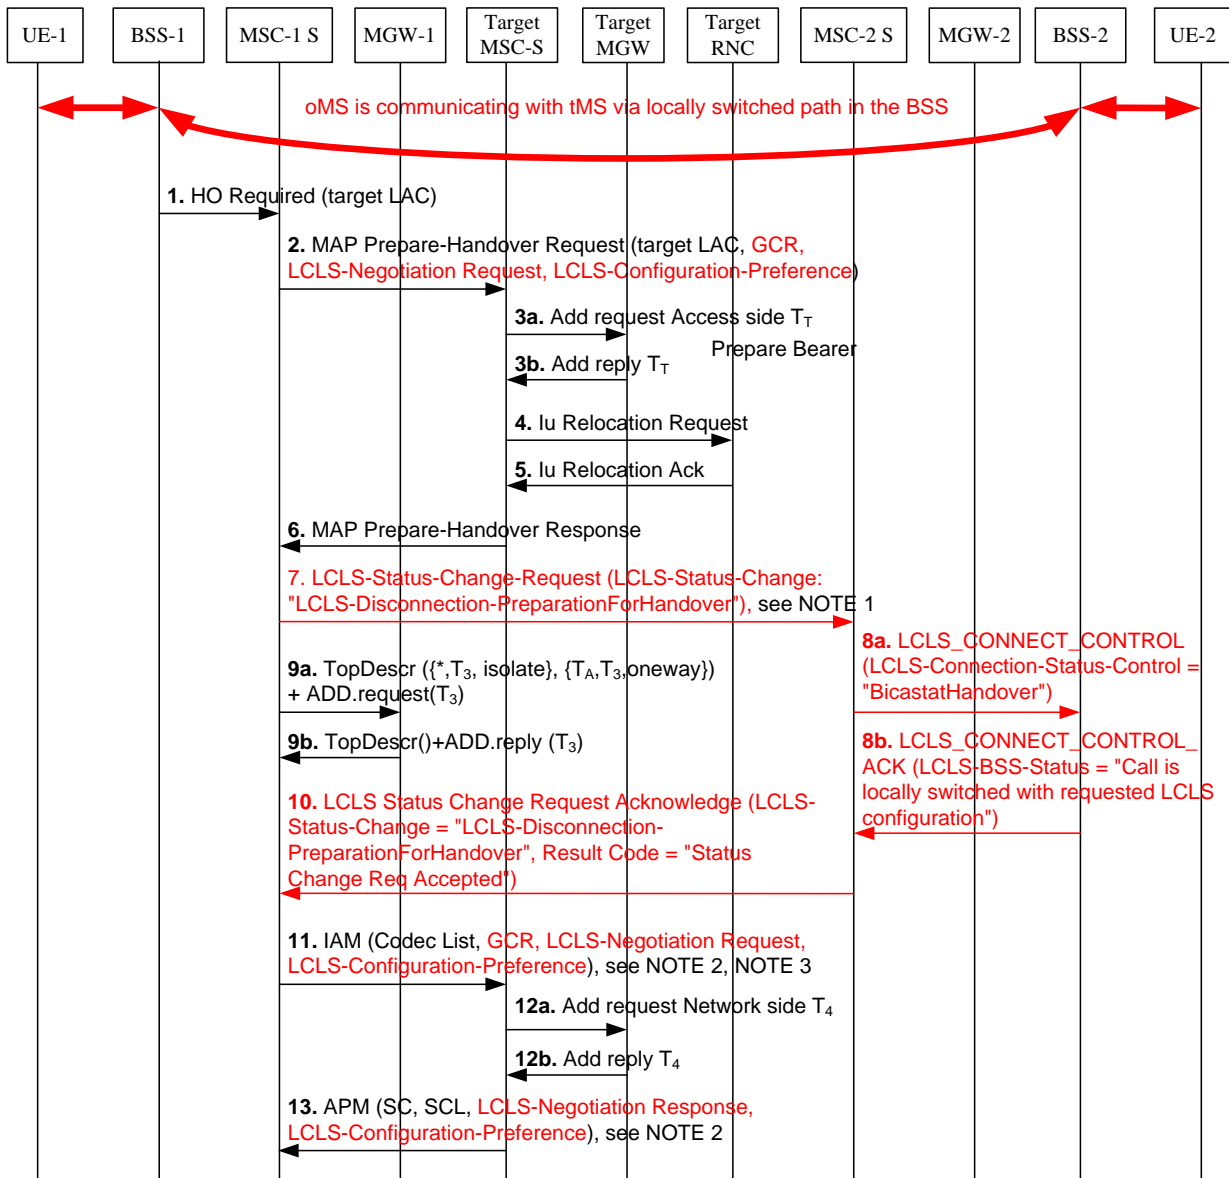 UE-1
BSS-1
MSC-1 S
MGW-1
Target
MSC-S
Target
MGW
Target
RNC
MSC-2 S
MGW-2
BSS-2
UE-2
oMS is communicating with tMS via locally switched path in the BSS
1. HO Required (target LAC)
2. MAP Prepare-Handover Request (target LAC, GCR,
LCLS-Negotiation Request, LCLS-Configuration-Preference)
3a. Add request Access side TT
Prepare Bearer
3b. Add reply TT
4. Iu Relocation Request
5. Iu Relocation Ack
6. MAP Prepare-Handover Response
7. LCLS-Status-Change-Request (LCLS-Status-Change:
"LCLS-Disconnection-PreparationForHandover"), see NOTE 1
8a. LCLS_CONNECT_CONTROL
(LCLS-Connection-Status-Control =
"BicastatHandover")
9a. TopDescr ({*,T3, isolate}, {TA,T3,oneway})
+ ADD.request(T3)
9b. TopDescr()+ADD.reply (T3)
8b. LCLS_CONNECT_CONTROL_
ACK (LCLS-BSS-Status = "Call is
locally switched with requested LCLS
configuration")
10. LCLS Status Change Request Acknowledge (LCLS-
Status-Change = "LCLS-Disconnection-
PreparationForHandover", Result Code = "Status
Change Req Accepted")
11. IAM (Codec List, GCR, LCLS-Negotiation Request,
LCLS-Configuration-Preference), see NOTE 2, NOTE 3
12a. Add request Network side T4
12b. Add reply T4
13. APM (SC, SCL, LCLS-Negotiation Response,
LCLS-Configuration-Preference), see NOTE 2